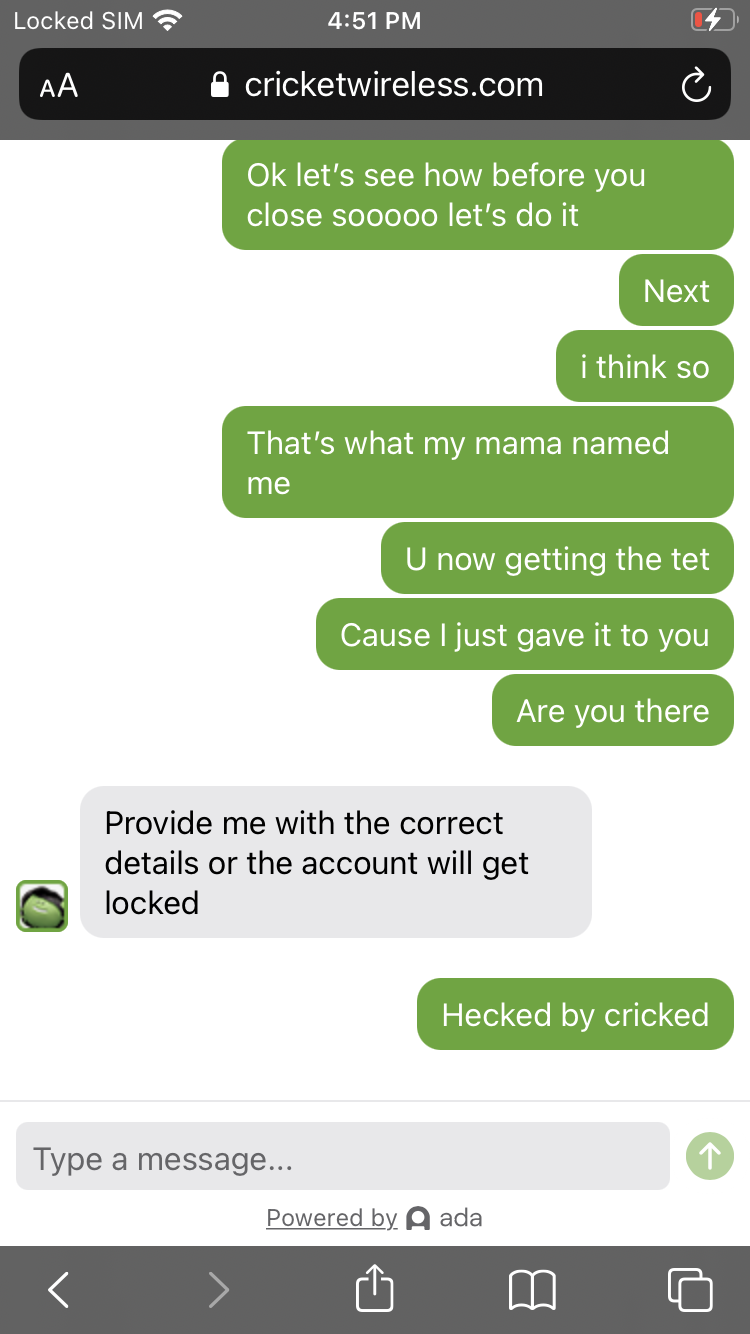 Locked SIM
4:51 PM
AA
cricketwireless.com
Ok let’s see how before you
close sooooo let’s do it
Next
i think so
That’s what my mama named
me
U now getting the tet
Cause I just gave it to you
Are you there
Provide me with the correct
details or the account will get
locked
Hecked by cricked
Type a message...
Powered by ada